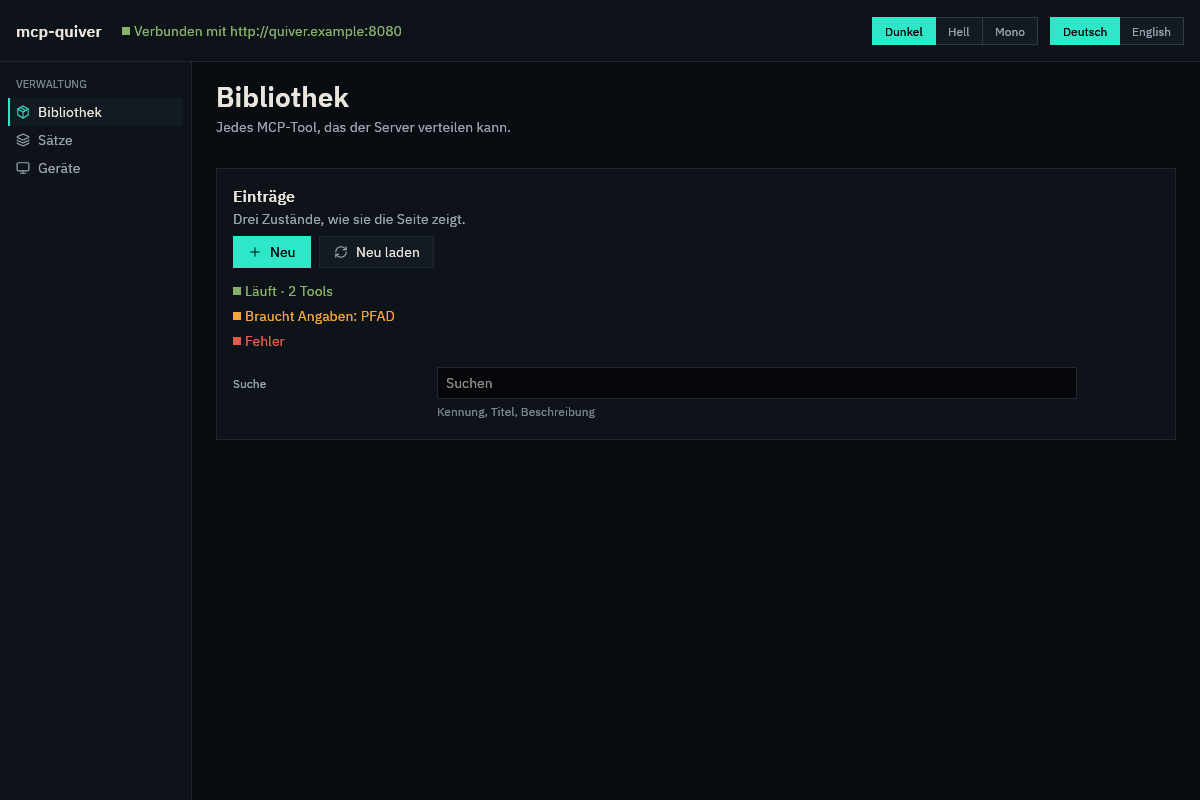 mcp-quiver
Verbunden mit http://quiver.example:8080
Dunkel Hell Mono
Deutsch English
VERWALTUNG
Bibliothek
Sätze
Geräte
Bibliothek
Jedes MCP-Tool, das der Server verteilen kann.
Einträge
Drei Zustände, wie sie die Seite zeigt.
Neu
Neu laden
Läuft · 2 Tools
Braucht Angaben: PFAD
Fehler
Suche
Suchen
Kennung, Titel, Beschreibung